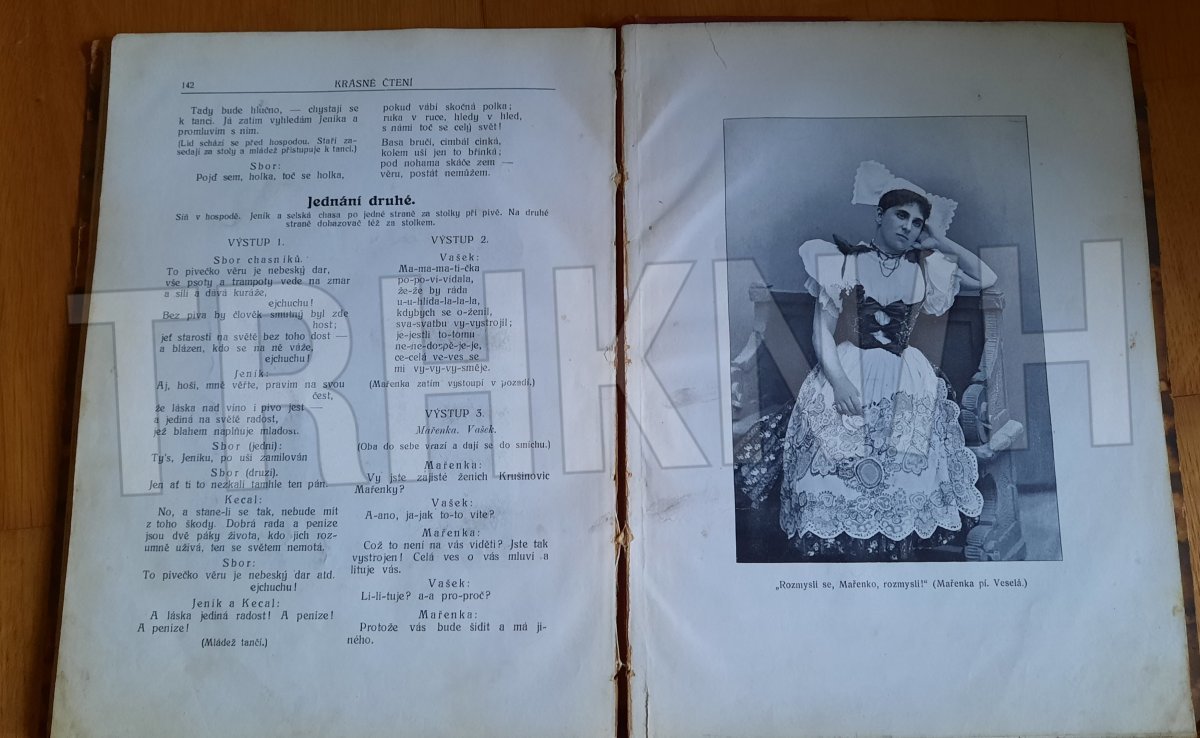 142
KRÁSNÉ ČTENÍ
Tady bude hlučno, — chystají se
k tanci. Já zatím vyhledám Jeníka a
promluvím s ním.
(Lid schází se před hospodou. Staří za-
sedají za stoly a mládež přistupuje k tanci.)
Sbor:
Pojď sem, holka, toč se holka,
pokud vábí skočná polka;
ruka v ruce, hledy v hled,
s námi toč se celý svět!
Basa bručí, cimbál cinká,
kolem uší jen to břinká;
pod nohama skáče zem —
věru, postát nemůžem.
Jednání druhé.
Síň v hospodě. Jeník a selská chasa po jedné straně za stolky při pivě. Na druhé
straně dohazovač též za stolkem.
VÝSTUP 1.
Sbor chasníků.
To pivečko věru je nebeský dar,
vše psoty a trampoty vede na zmar
a sílí a dává kuráže,
ejchuchu!
Bez piva by člověk smutný byl zde
host;
jeť starostí na světě bez toho dost —
a blázen, kdo se na ně váže,
ejchuchu!
Jeník:
Aj, hoši, mně věřte, pravím na svou
čest,
že láska nad víno i pivo jest —
a jediná na světě radost,
jež blahem naplňuje mladost.
Sbor (jední):
Ty's, Jeníku, po uši zamilován
Sbor (druzí).
Jen ať ti to nezkalí tamhle ten pán.
Kecal:
No, a stane-li se tak, nebude mít
z toho škody. Dobrá rada a peníze
jsou dvě páky života, kdo jich roz-
umně užívá, ten se světem nemotá,
Sbor:
To pivečko věru je nebeský dar atd.
ejchuchu!
Jeník a Kecal:
A láska jediná radost! A peníze!
A peníze!
(Mládež tančí.)
VÝSTUP 2.
Vašek:
Ma-ma-ma-ti-čka
po-po-ví-vídala,
že-že by ráda
u-u-hlída-la-la-la,
kdybych se o-ženil,
sva-svatbu vy-vystrojil;
je-jestli to-tomu
ne-ne-dospě-je-je,
ce-celá ve-ves se
mi vy-vy-vy-směje.
(Mařenka zatím vystoupí v pozadí.)
VÝSTUP 3.
Mařenka. Vašek.
(Oba do sebe vrazí a dají se do smíchu.)
Mařenka:
Vy jste zajisté ženich Krušinovic
Mařenky?
Vašek:
A-ano, ja-jak to-to víte?
Mařenka:
Což to není na vás viděti? Jste tak
vystrojen! Celá ves o vás mluví a
lituje vás.
Vašek:
Li-li-tuje? a-a pro-proč?
Mařenka:
Protože vás bude šidit a má ji-
ného.
„Rozmysli se, Mařenko, rozmysli!“ (Mařenka pí. Veselá.)
TRHKNIH